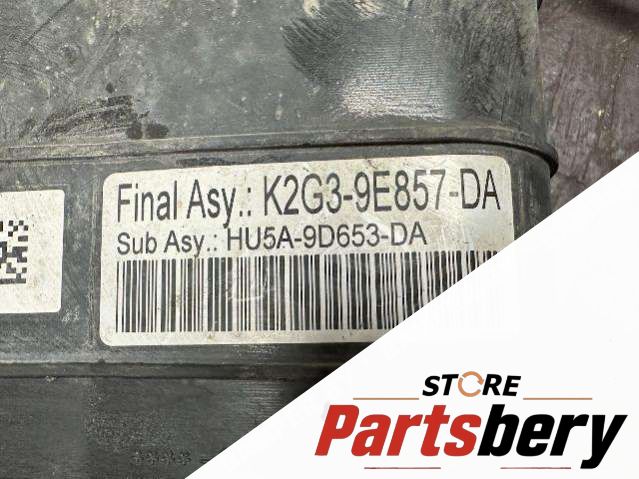 Final Asy.: K2G3-9E857-DA
Sub Asy.: HU5A-9D653-DA
STORE
Partsbery